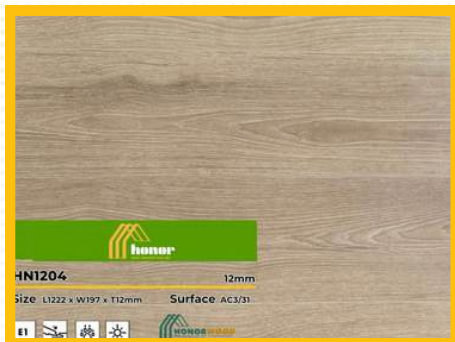 honor
HN1204
12mm
Size L1222 x W197 x T12mm
Surface AC3/31
E1
HONORWOOD